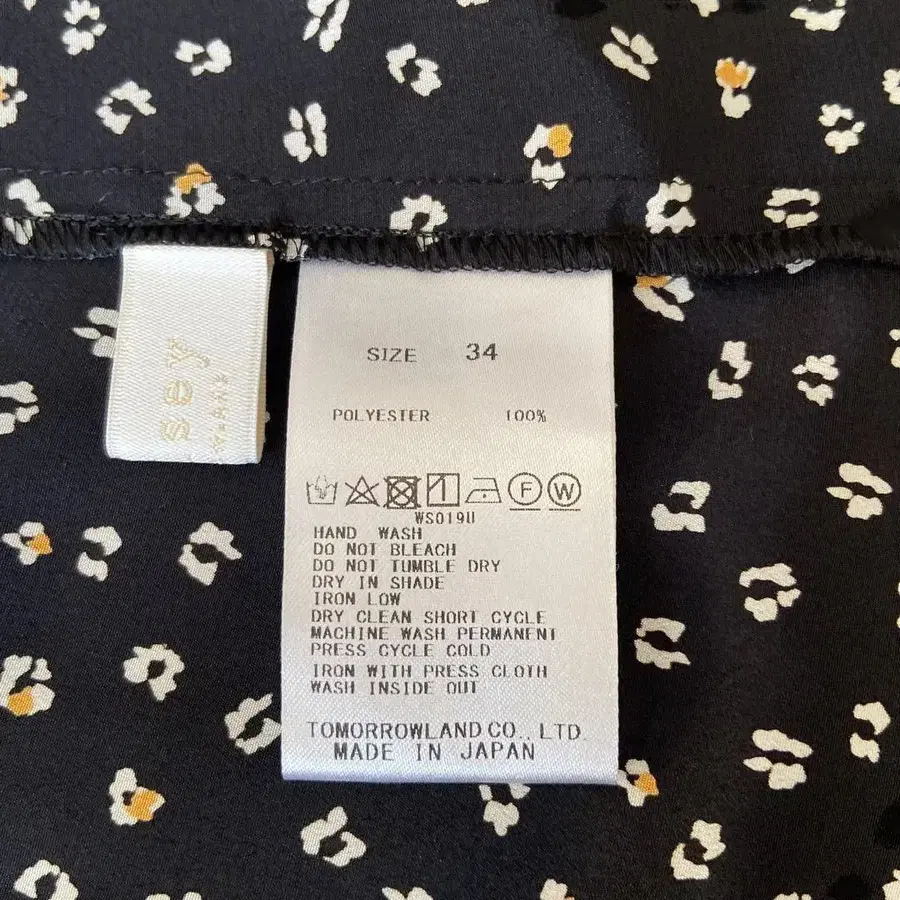 sey
SIZE 34
POLYESTER 100%
F W
WS019U
HAND WASH
DO NOT BLEACH
DO NOT TUMBLE DRY
DRY IN SHADE
IRON LOW
DRY CLEAN SHORT CYCLE
MACHINE WASH PERMANENT
PRESS CYCLE COLD
IRON WITH PRESS CLOTH
WASH INSIDE OUT
TOMORROWLAND CO., LTD.
MADE IN JAPAN